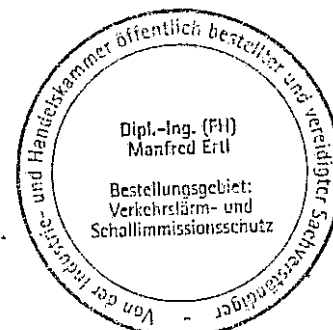 Von der Industrie- und Handelskammer öffentlich bestellter und vereidigter Sachverständiger -
Dipl.-Ing. (FH)
Manfred Ertl
Bestellungsgebiet:
Verkehrslärm- und
Schallimmissionsschutz